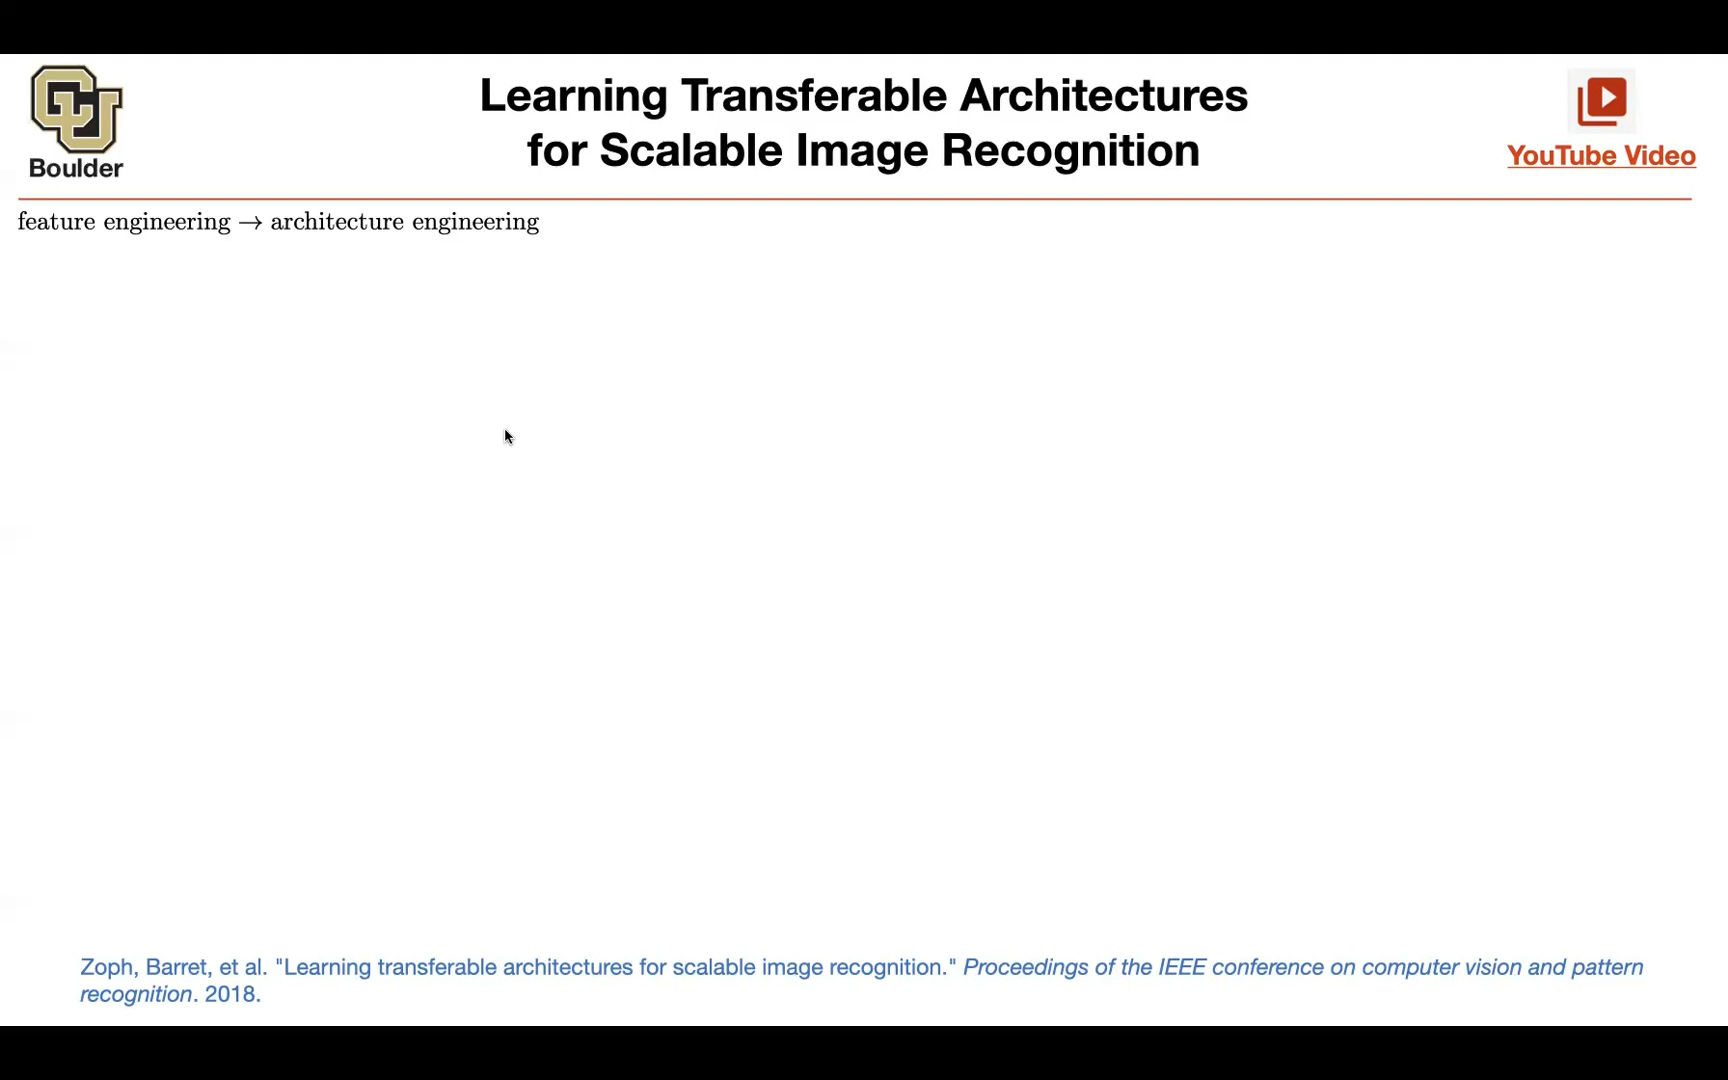 Learning Transferable Architectures
for Scalable Image Recognition
CU
Boulder
YouTube Video
feature engineering → architecture engineering
Zoph, Barret, et al. "Learning transferable architectures for scalable image recognition." Proceedings of the IEEE conference on computer vision and pattern
recognition. 2018.